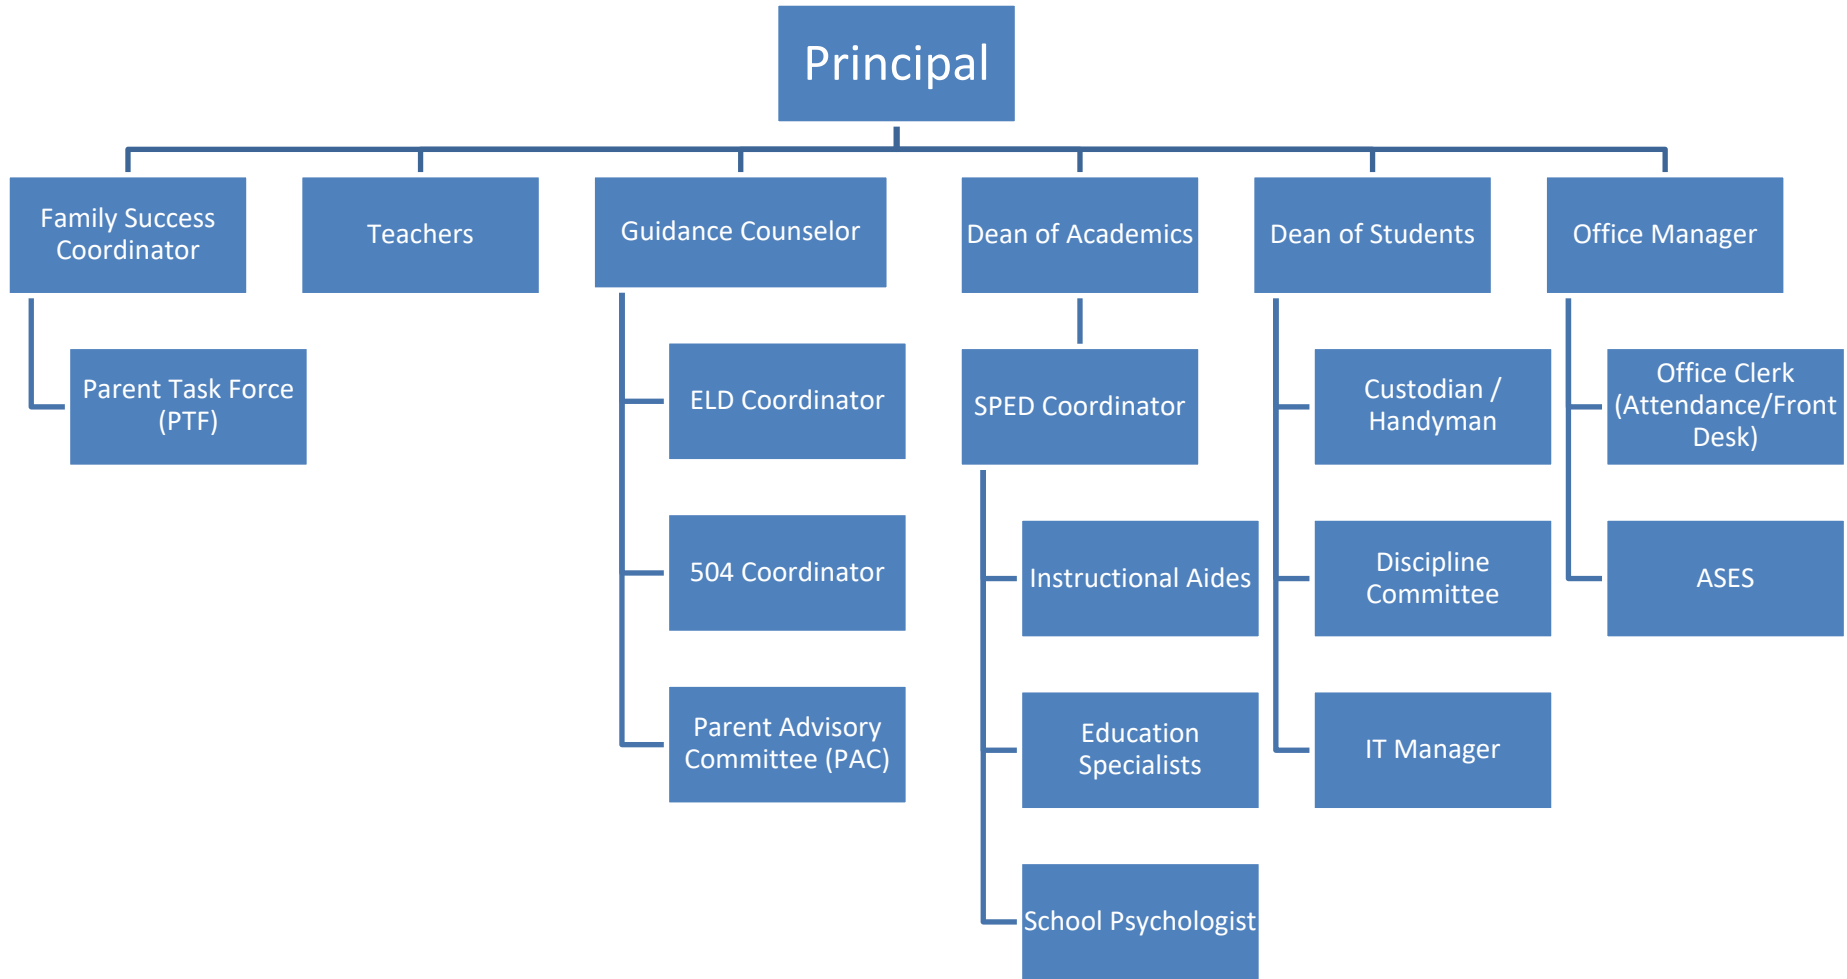 Principal
Family Success
Coordinator
Teachers
Guidance Counselor
Dean of Academics
Dean of Students
Office Manager
Parent Task Force
(PTF)
ELD Coordinator
SPED Coordinator
Custodian /
Handyman
Office Clerk
(Attendance/Front
Desk)
504 Coordinator
Instructional Aides
Discipline
Committee
ASES
Parent Advisory
Committee (PAC)
Education
Specialists
IT Manager
School Psychologist